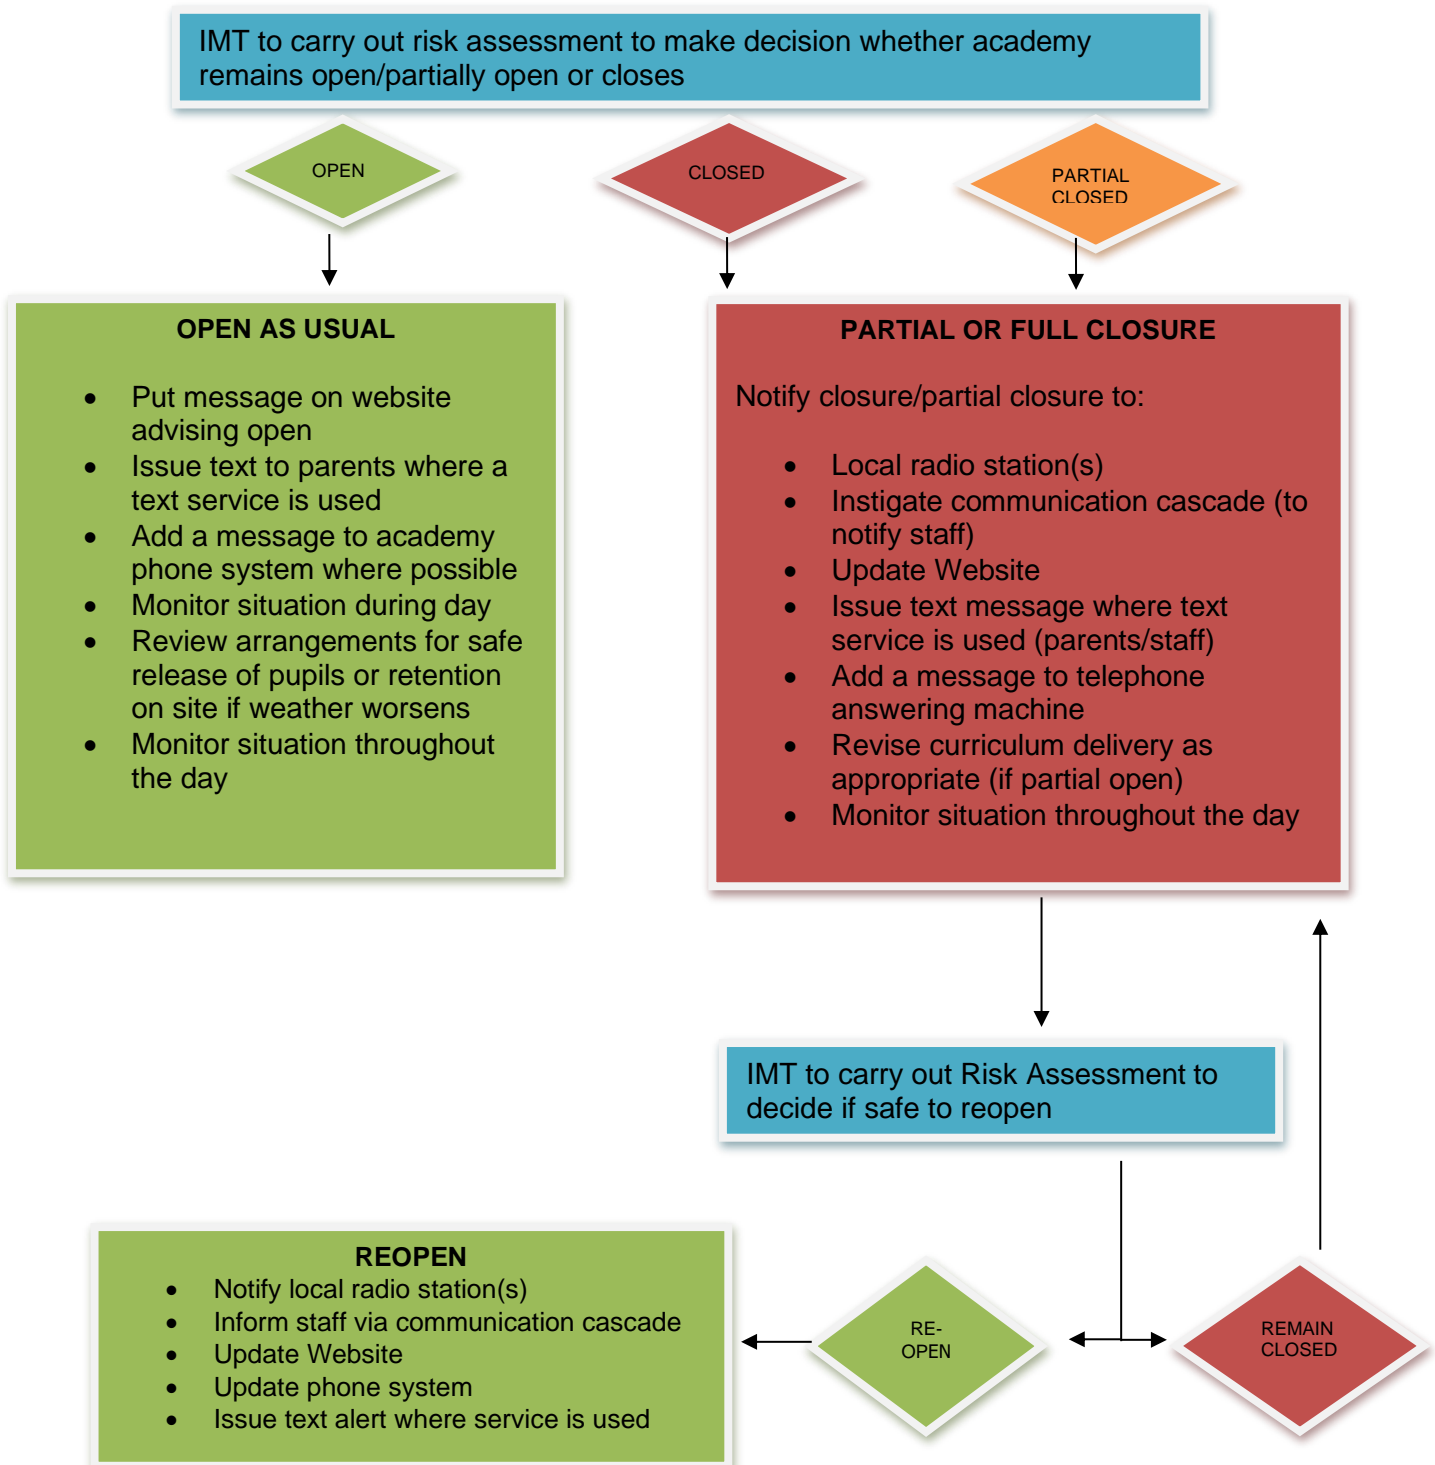 IMT to carry out risk assessment to make decision whether academy
remains open/partially open or closes
OPEN
CLOSED
PARTIAL
CLOSED
OPEN AS USUAL
• Put message on website
advising open
• Issue text to parents where a
text service is used
• Add a message to academy
phone system where possible
• Monitor situation during day
• Review arrangements for safe
release of pupils or retention
on site if weather worsens
• Monitor situation throughout
the day
PARTIAL OR FULL CLOSURE
Notify closure/partial closure to:
• Local radio station(s)
• Instigate communication cascade (to
notify staff)
• Update Website
• Issue text message where text
service is used (parents/staff)
• Add a message to telephone
answering machine
• Revise curriculum delivery as
appropriate (if partial open)
• Monitor situation throughout the day
IMT to carry out Risk Assessment to
decide if safe to reopen
REOPEN
• Notify local radio station(s)
• Inform staff via communication cascade
• Update Website
• Update phone system
• Issue text alert where service is used
RE-
OPEN
REMAIN
CLOSED